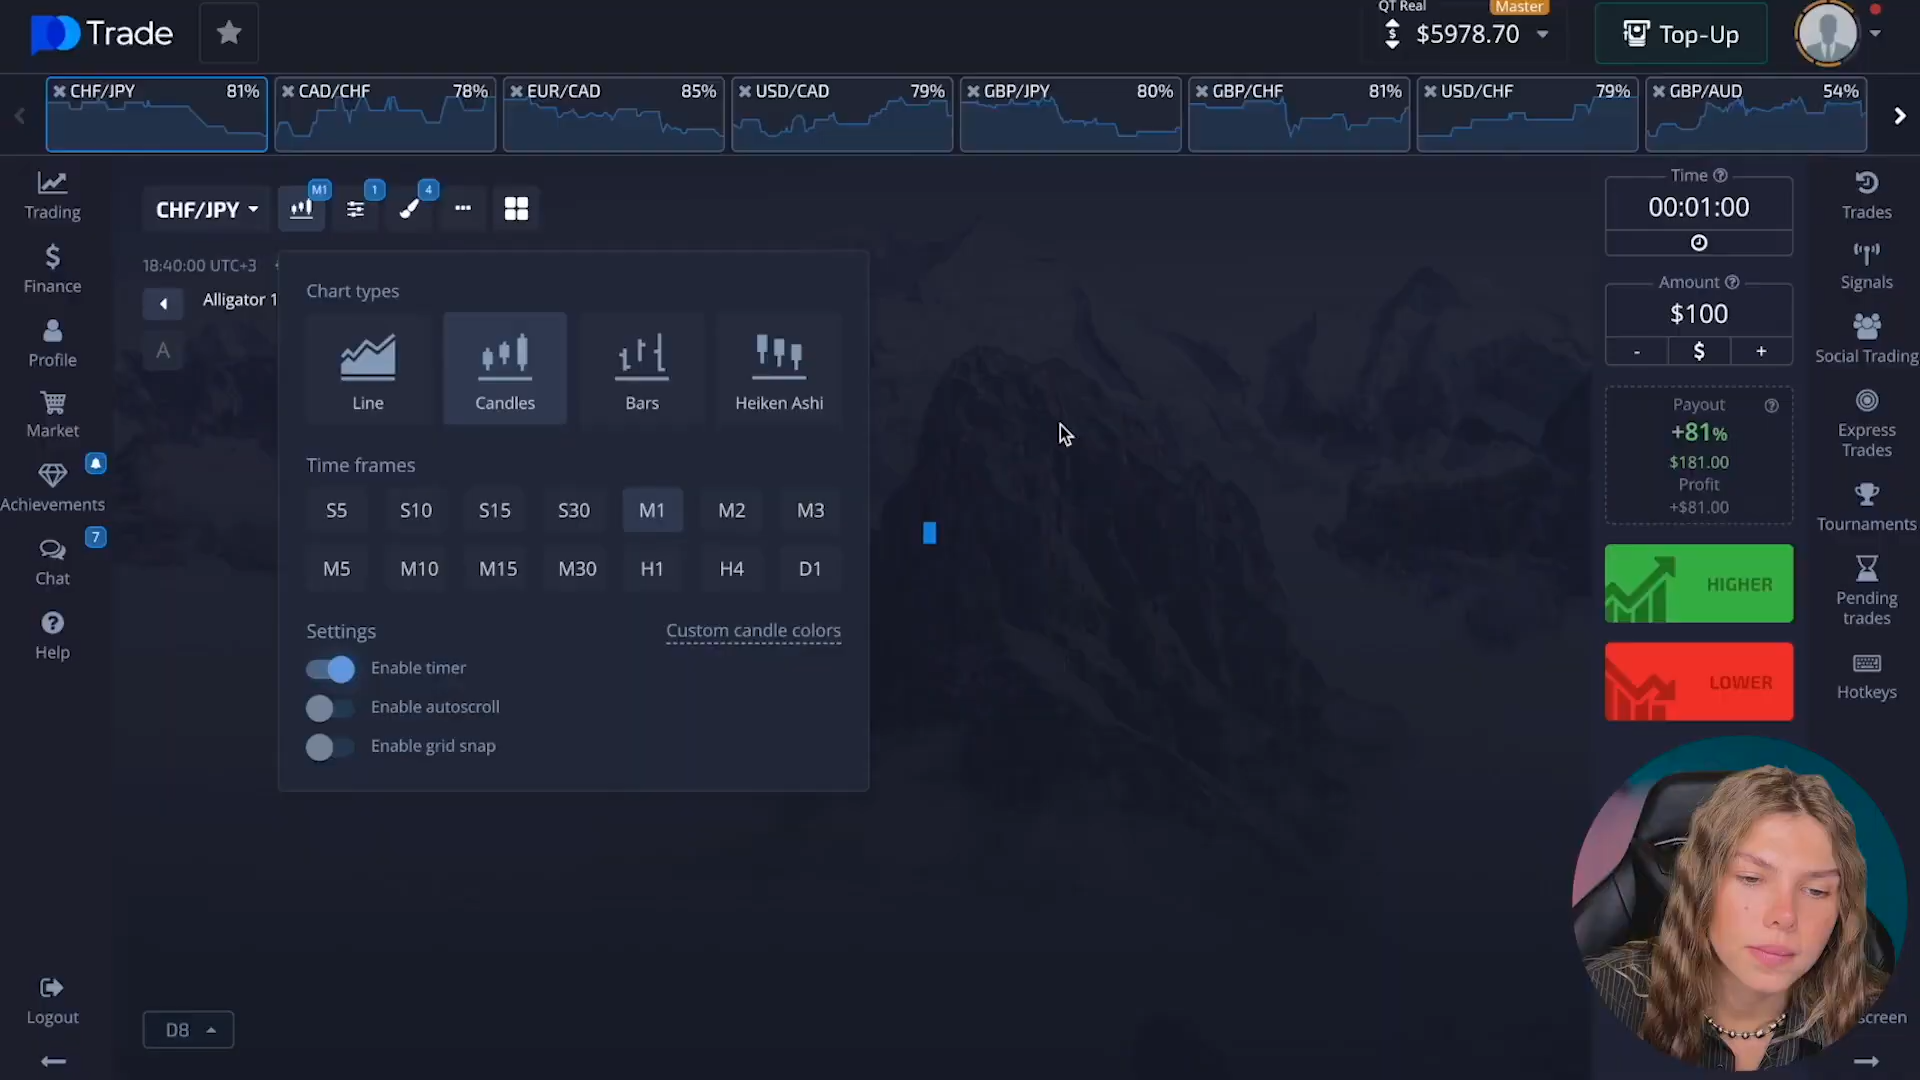 Trade
QT Real
Master
$5978.70
Top-Up
CHF/JPY 81%
CAD/CHF 78%
EUR/CAD 85%
USD/CAD 79%
GBP/JPY 80%
GBP/CHF 81%
USD/CHF 79%
GBP/AUD 54%
Trading
Finance
Profile
Market
Achievements
7
Chat
Help
Logout
CHF/JPY
M1
1
4
18:40:00 UTC+3
Alligator 1
A
Chart types
Line
Candles
Bars
Heiken Ashi
Time frames
S5 S10 S15 S30 M1 M2 M3
M5 M10 M15 M30 H1 H4 D1
Settings
Custom candle colors
Enable timer
Enable autoscroll
Enable grid snap
D8
Time
00:01:00
Amount
$100
- $ +
Payout
+81%
$181.00
Profit
+$81.00
HIGHER
LOWER
Trades
Signals
Social Trading
Express
Trades
Tournaments
Pending
trades
Hotkeys
screen